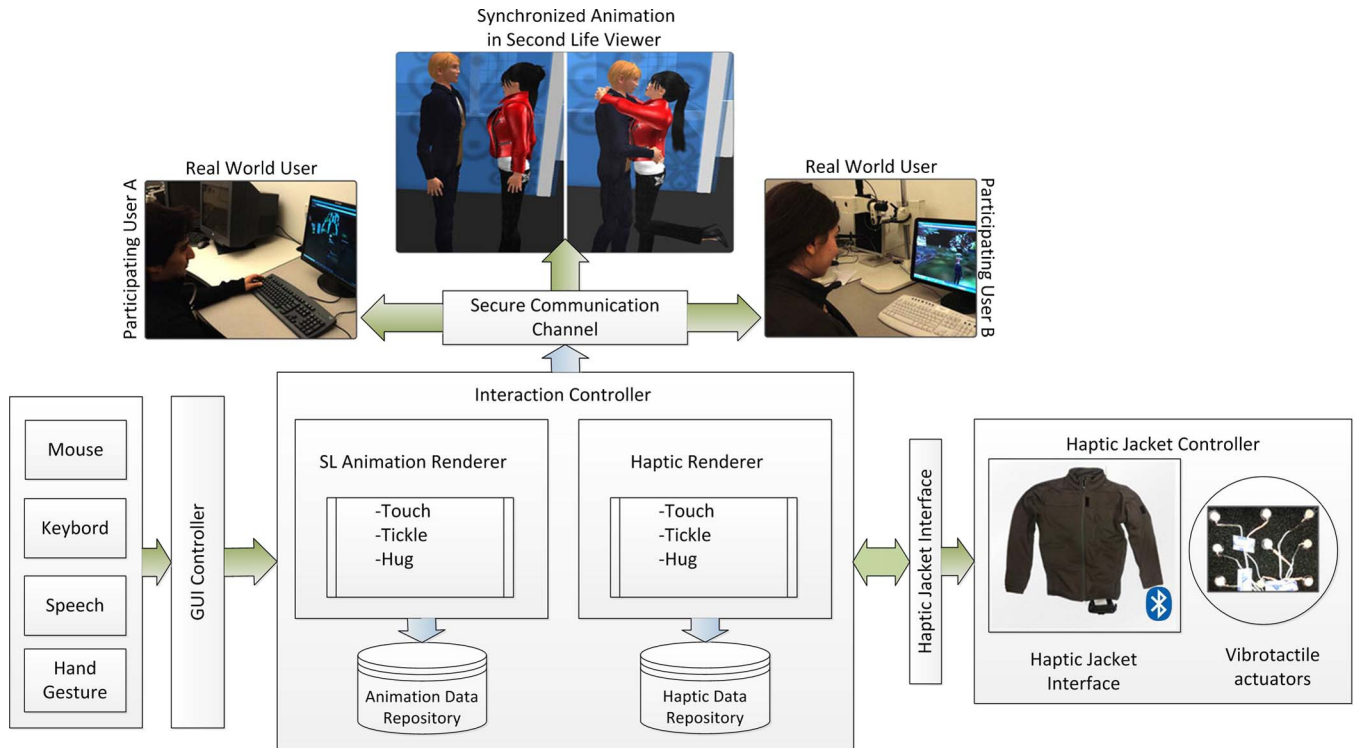 Synchronized Animation
in Second Life Viewer
Real World User
Participating User A
Real World User
Participating User B
Secure Communication
Channel
Mouse
Keybord
Speech
Hand
Gesture
GUI Controller
Interaction Controller
SL Animation Renderer
-Touch
-Tickle
-Hug
Animation Data
Repository
Haptic Renderer
-Touch
-Tickle
-Hug
Haptic Data
Repository
Haptic Jacket Interface
Haptic Jacket Controller
Haptic Jacket
Interface
Vibrotactile
actuators